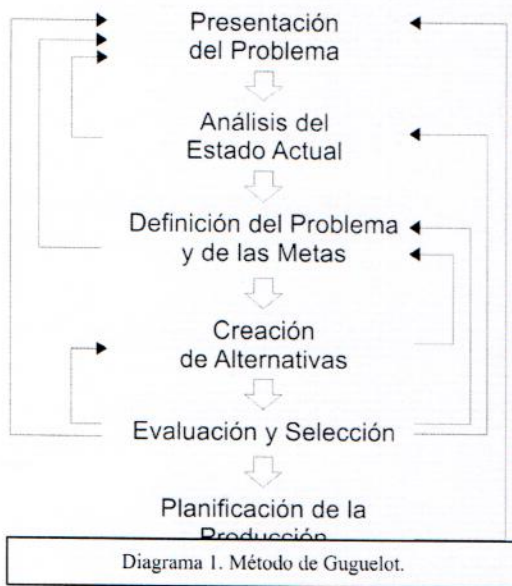 Presentación
del Problema
Análisis del
Estado Actual
Definición del Problema
y de las Metas
Creación
de Alternativas
Evaluación y Selección
Planificación de la
Producción
Diagrama 1. Método de Guguelot.